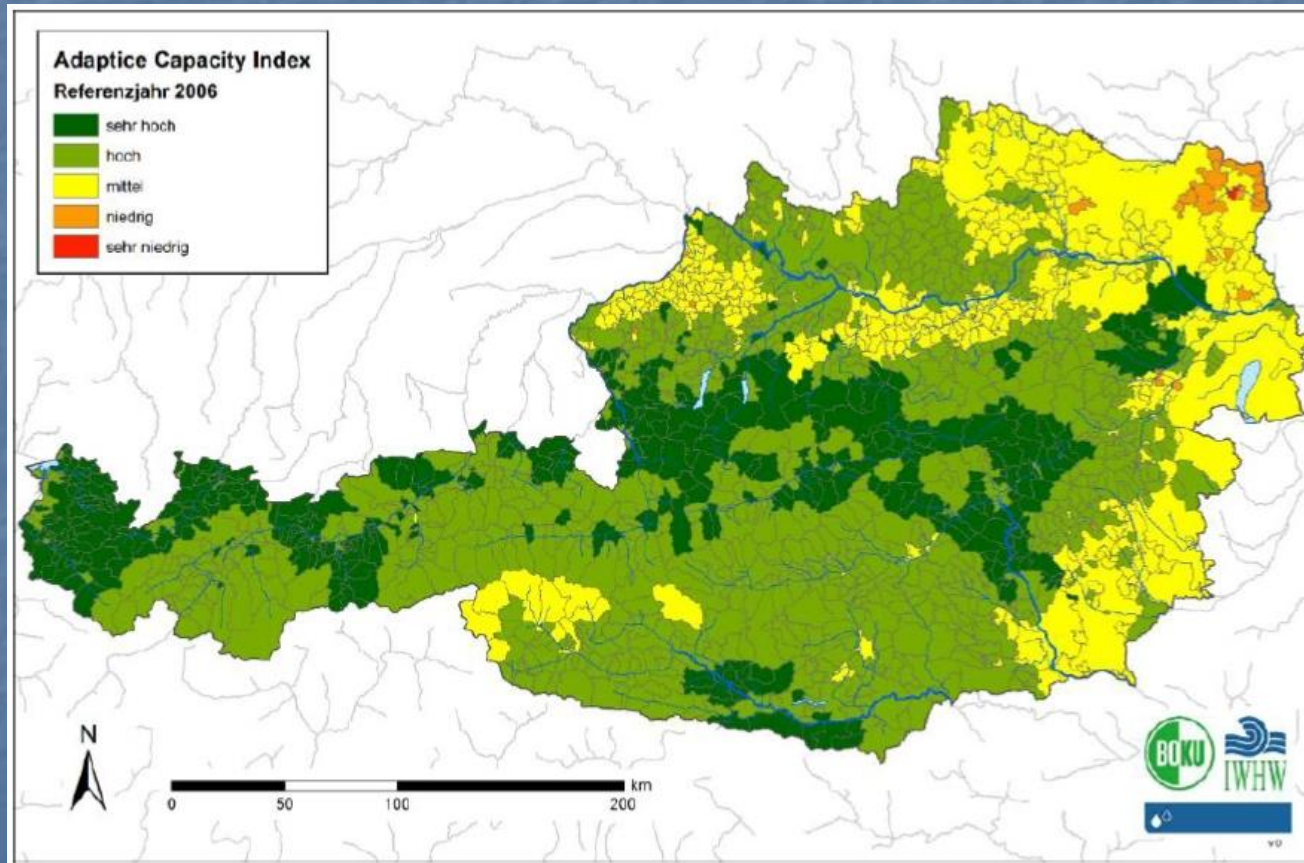 Adaptice Capacity Index
Referenzjahr 2006
sehr hoch
hoch
mittel
niedrig
sehr niedrig
N
km
0 50 100 200
BOKU
IWHW